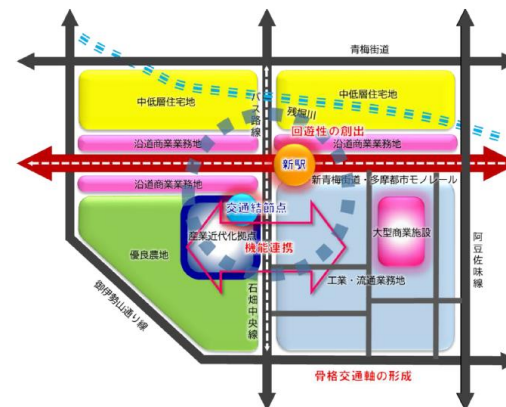 青梅街道
中低層住宅地
中低層住宅地
バス路線
残堀川
回遊性の創出
沿道商業業務地
沿道商業業務地
新駅
沿道商業業務地
新青梅街道・多摩都市モノレール
交通結節点
産業近代化拠点
大型商業施設
機能連携
優良農地
阿豆佐味線
工業・流通業務地
石畑中央線
御伊勢山通り線
骨格交通軸の形成